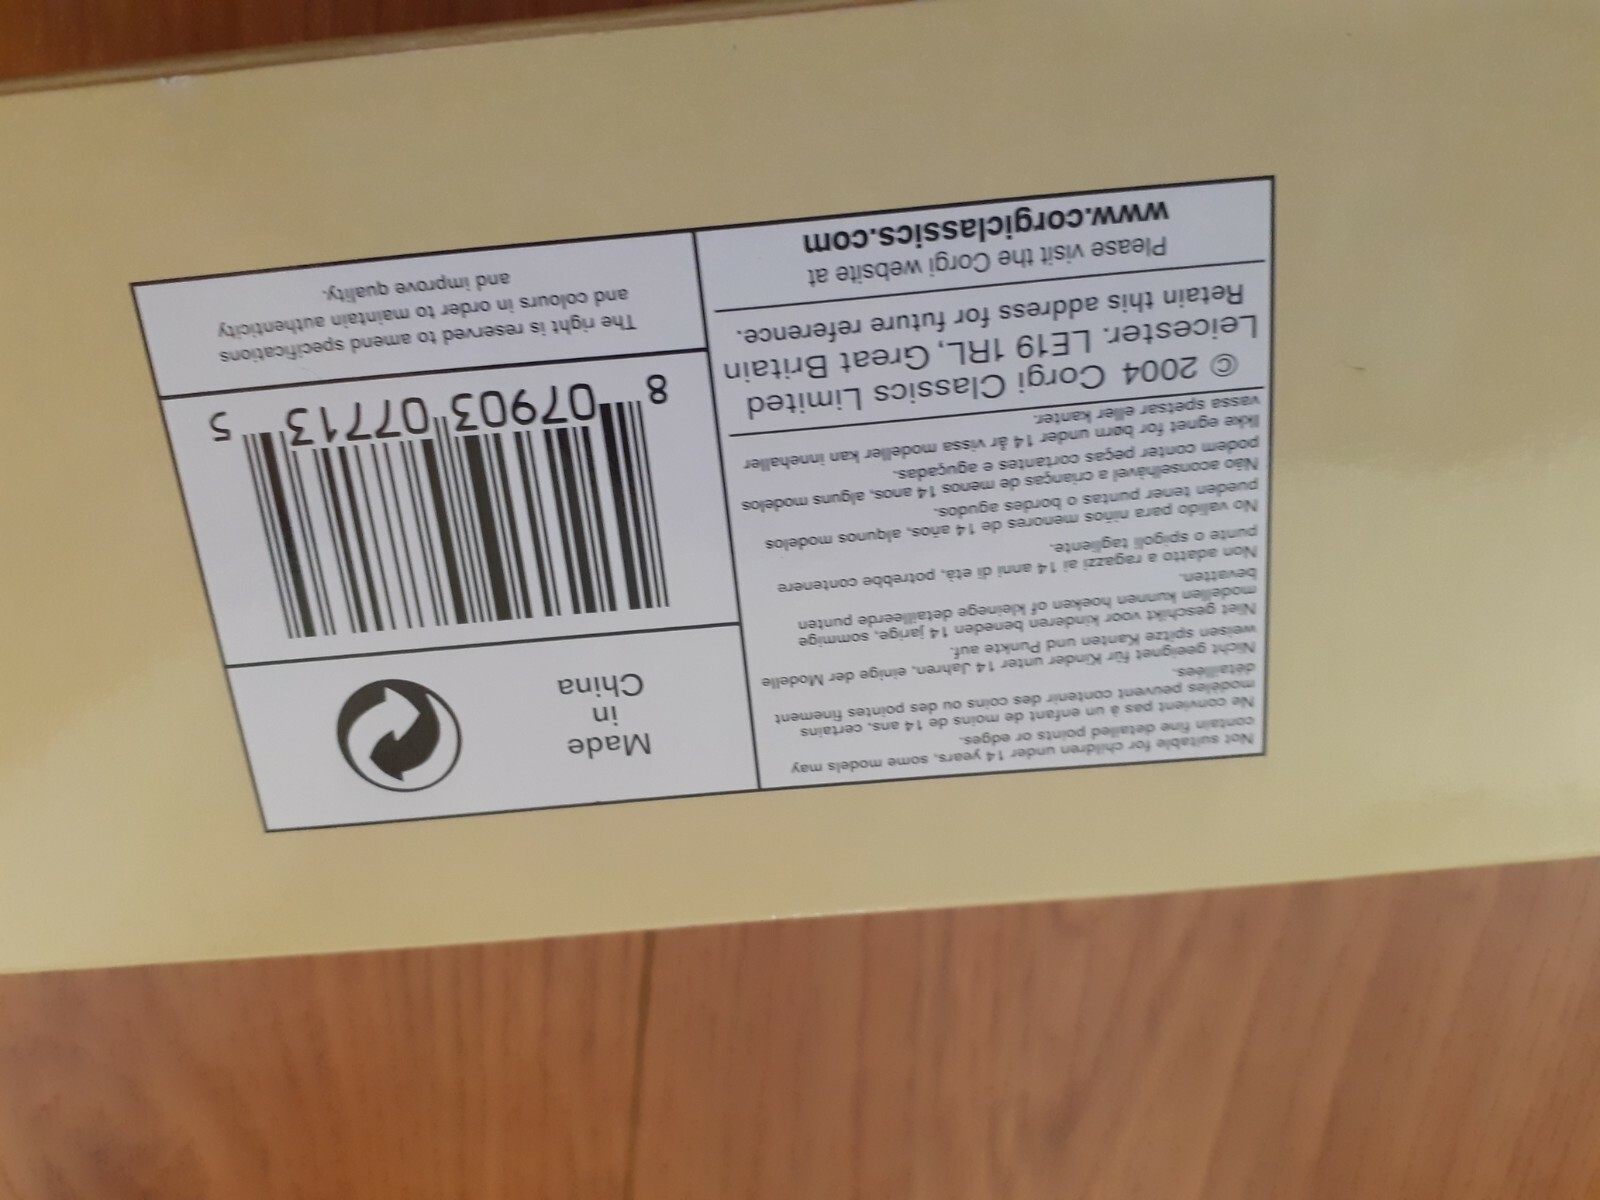 Not suitable for children under 14 years, some models may
contain fine detailed points or edges.
Ne convient pas à un enfant de moins de 14 ans, certains
modèles peuvent contenir des coins ou des pointes finement
détaillées.
Nicht geeignet für Kinder unter 14 Jahren, einige der Modelle
weisen spitze Kanten und Punkte auf.
Niet geschikt voor kinderen beneden 14 jarige, sommige
modellen kunnen hoeken of kleinege detailleerde punten
bevatten.
Non adatto a ragazzi ai 14 anni di età, potrebbe contenere
punte o spigoli tagliente.
No valido para niños menores de 14 años, alqunos modelos
pueden tener puntas o bordes agudos.
Não aconselhável a crianças de menos 14 anos, alguns modelos
podem conter peças cortantes e aguçadas.
Ikke egnet for børn under 14 år vissa modeller kan innehaller
vassa spetsar eller kanter.
© 2004 Corgi Classics Limited
Leicester. LE19 1RL, Great Britain
Retain this address for future reference.
Please visit the Corgi website at
www.corgiclassics.com
Made
in
China
8 07903 07713 5
The right is reserved to amend specifications
and colours in order to maintain authenticity
and improve quality.